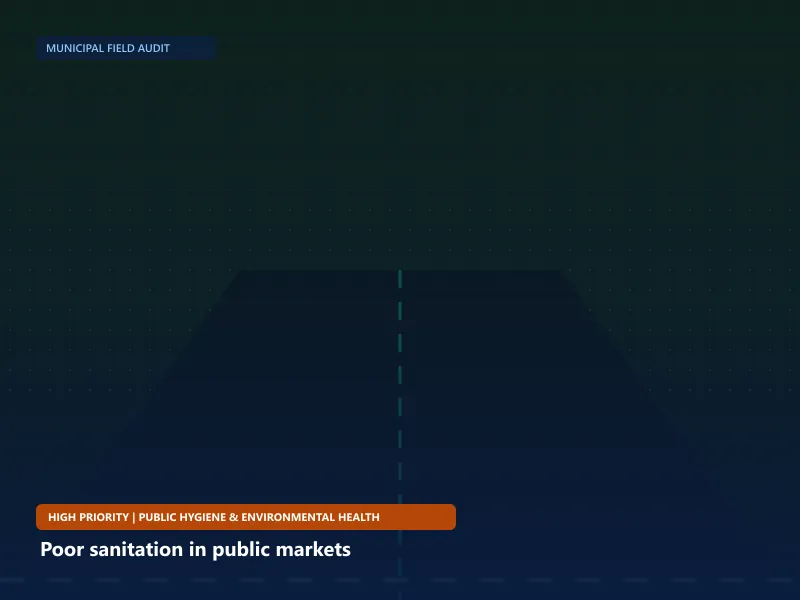 MUNICIPAL FIELD AUDIT
HIGH PRIORITY | PUBLIC HYGIENE & ENVIRONMENTAL HEALTH
Poor sanitation in public markets